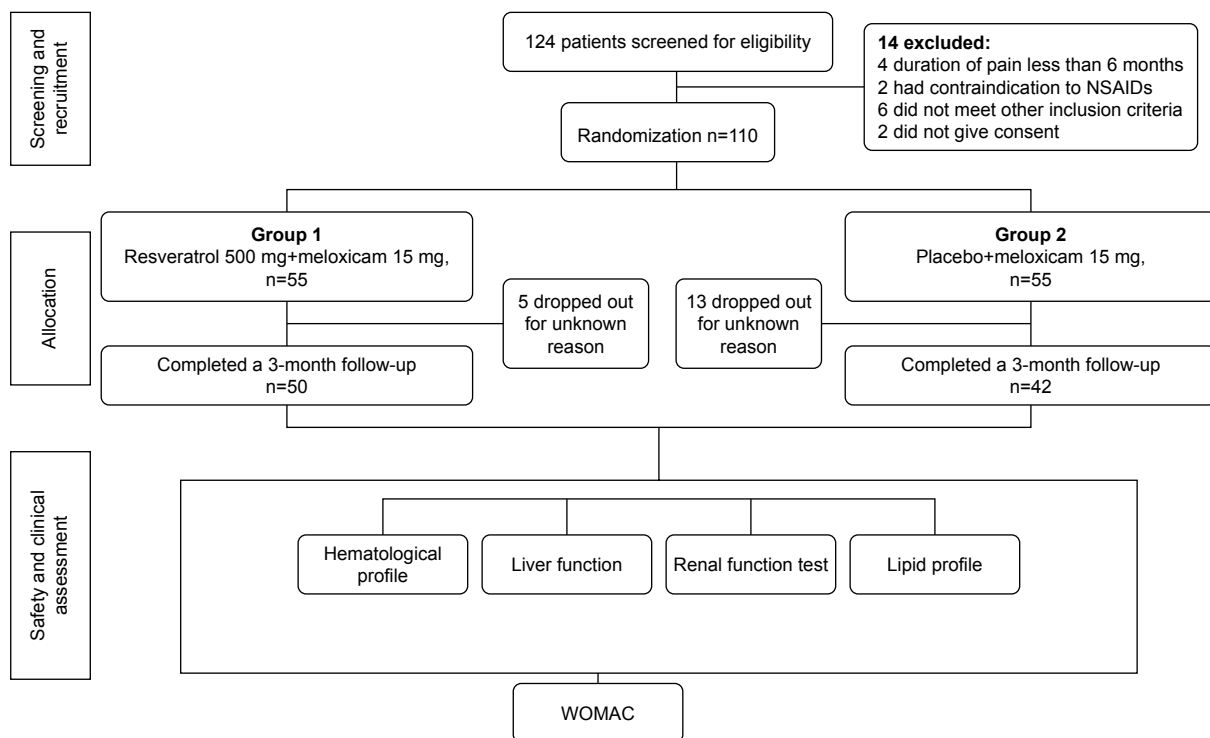 Screening and
recruitment
124 patients screened for eligibility
14 excluded:
4 duration of pain less than 6 months
2 had contraindication to NSAIDs
6 did not meet other inclusion criteria
2 did not give consent
Randomization n=110
Allocation
Group 1
Resveratrol 500 mg+meloxicam 15 mg,
n=55
Group 2
Placebo+meloxicam 15 mg,
n=55
5 dropped out
for unknown
reason
13 dropped out
for unknown
reason
Completed a 3-month follow-up
n=50
Completed a 3-month follow-up
n=42
Safety and clinical
assessment
Hematological
profile
Liver function
Renal function test
Lipid profile
WOMAC